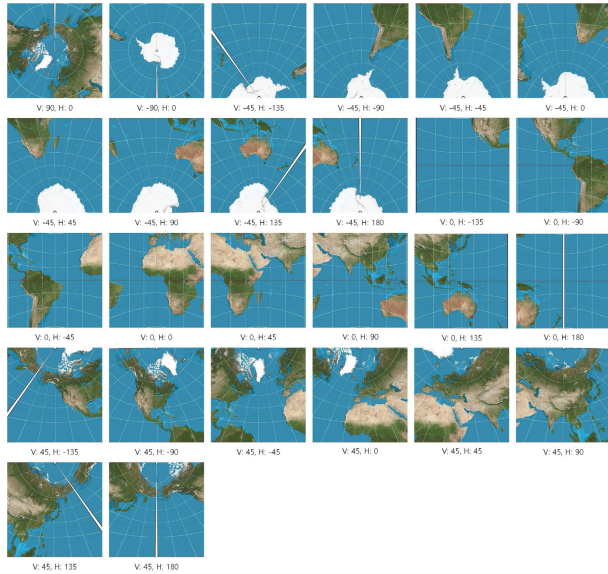 V: 90, H: 0 V: -90, H: 0 V: -45, H: -135 V: -45, H: -90 V: -45, H: -45 V: -45, H: 0
V: -45, H: 45 V: -45, H: 90 V: -45, H: 135 V: -45, H: 180 V: 0, H: -135 V: 0, H: -90
V: 0, H: -45 V: 0, H: 0 V: 0, H: 45 V: 0, H: 90 V: 0, H: 135 V: 0, H: 180
V: 45, H: -135 V: 45, H: -90 V: 45, H: -45 V: 45, H: 0 V: 45, H: 45 V: 45, H: 90
V: 45, H: 135 V: 45, H: 180